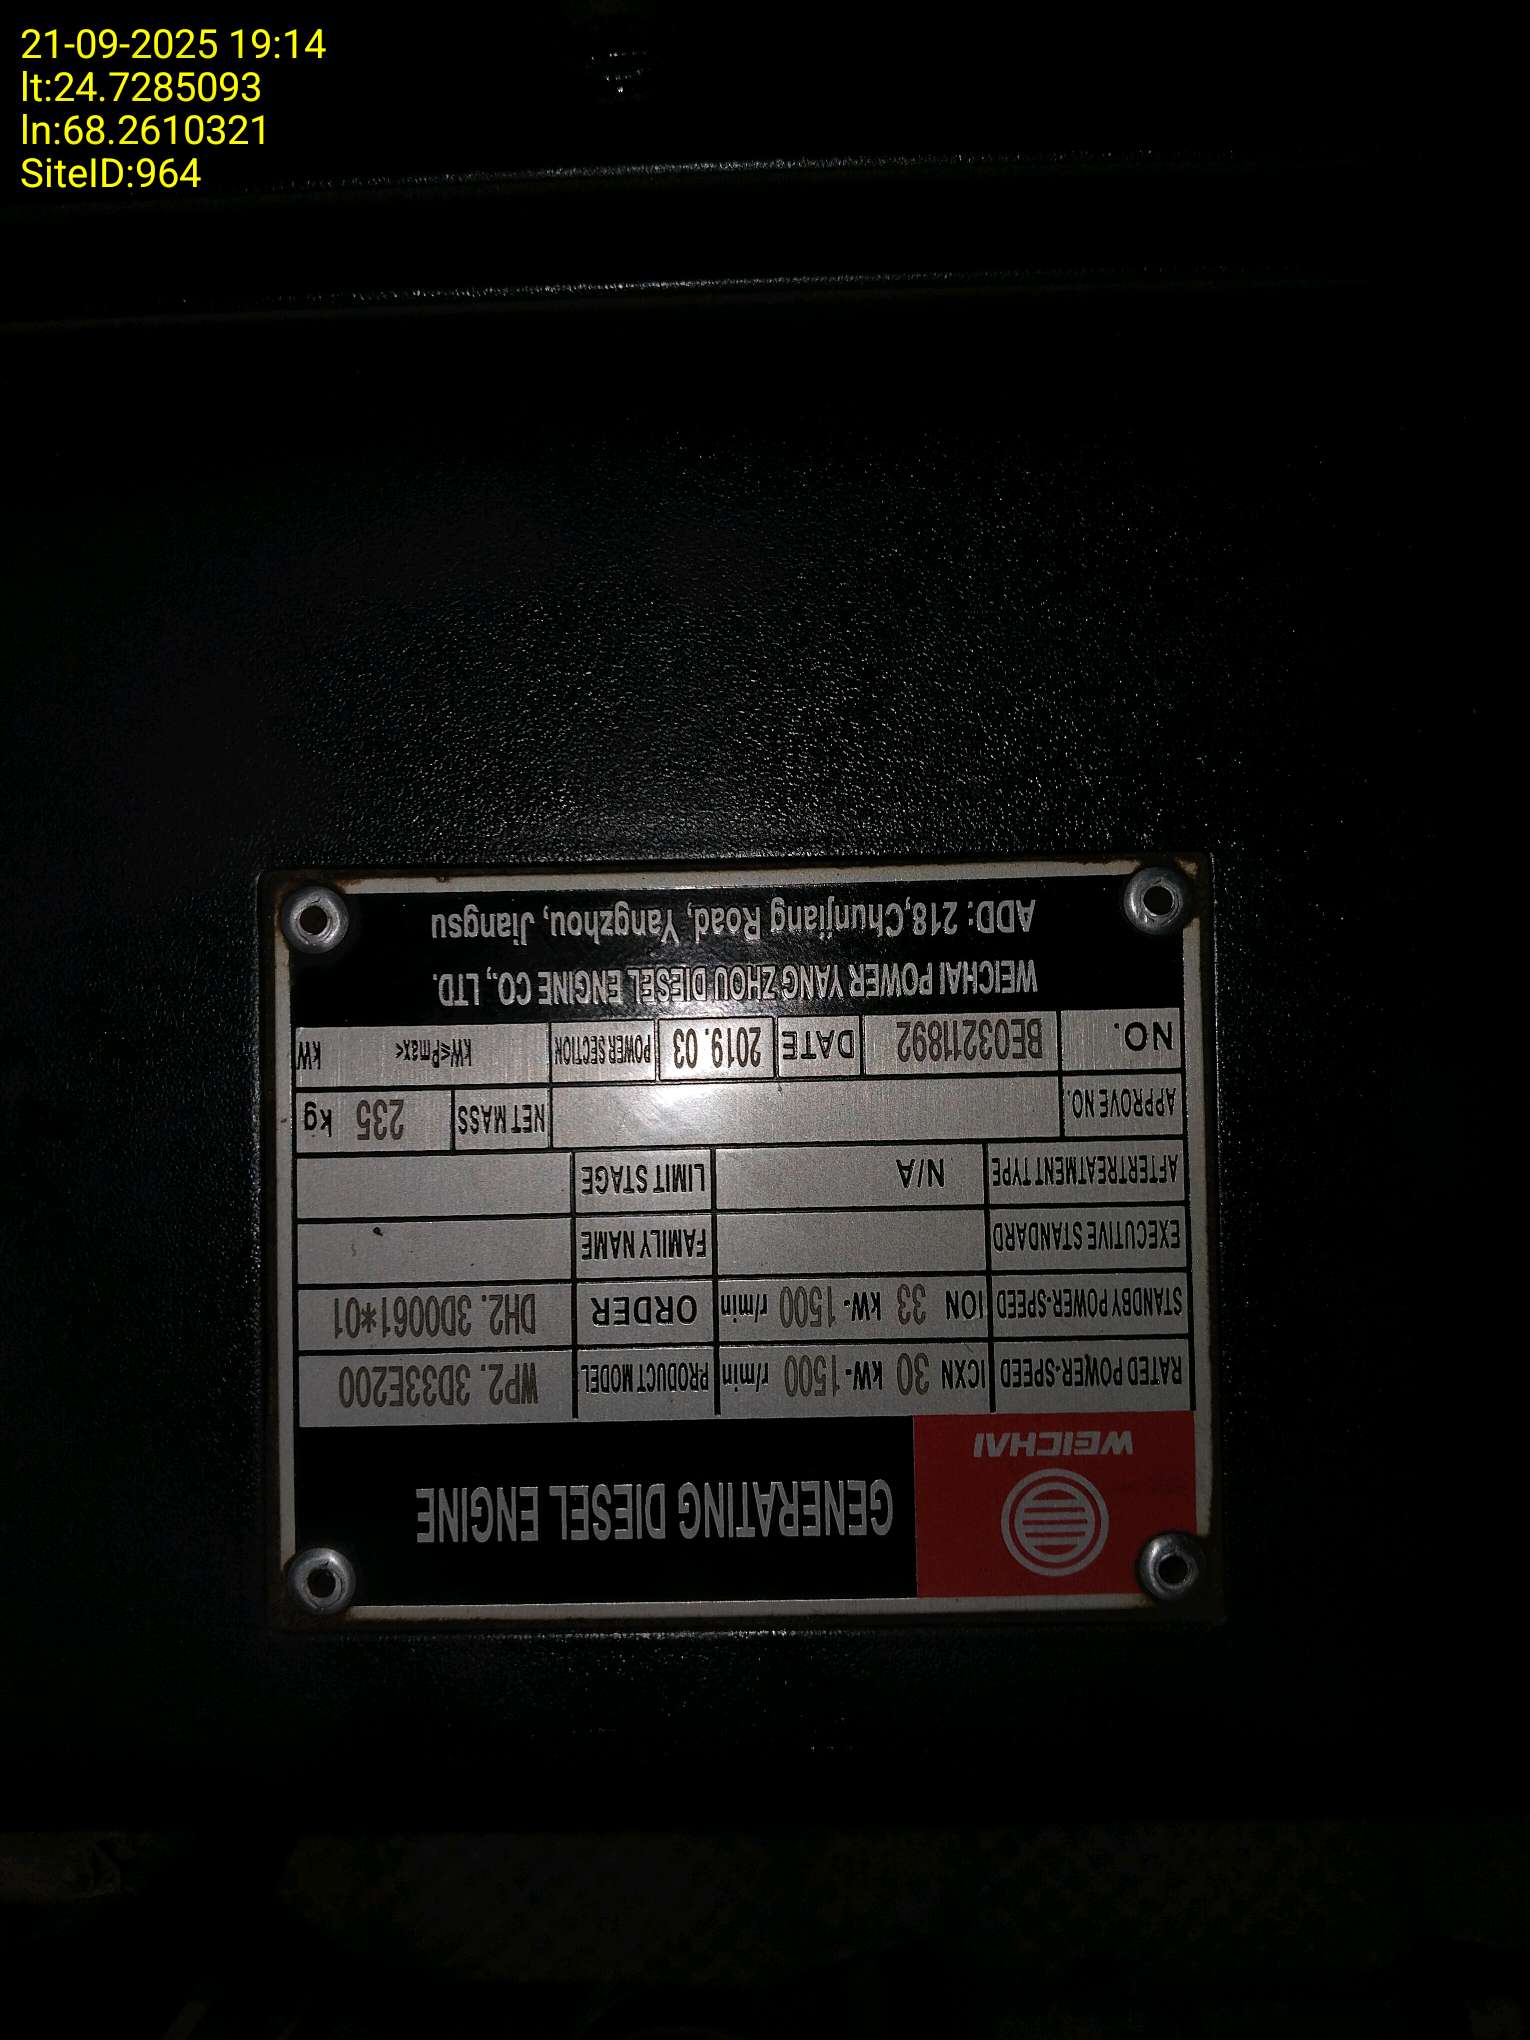 21-09-2025 19:14
lt:24.7285093
ln:68.2610321
SiteID:964
WEICHAI
GENERATING DIESEL ENGINE
RATED POWER-SPEED ICXN 30 kW-1500 r/min PRODUCT MODEL WP2. 3D33E200
STANDBY POWER-SPEED ION 33 kW-1500 r/min ORDER DH2. 3D0061*01
EXECUTIVE STANDARD FAMILY NAME
AFTERTREATMENT TYPE N/A LIMIT STAGE
APPROVE NO. NET MASS 235 kg
NO. BE03211892 DATE 2019. 03 POWER SECTION kW≤Pmax< kW
WEICHAI POWER YANG ZHOU DIESEL ENGINE CO., LTD.
ADD: 218,Chunjiang Road, Yangzhou, Jiangsu